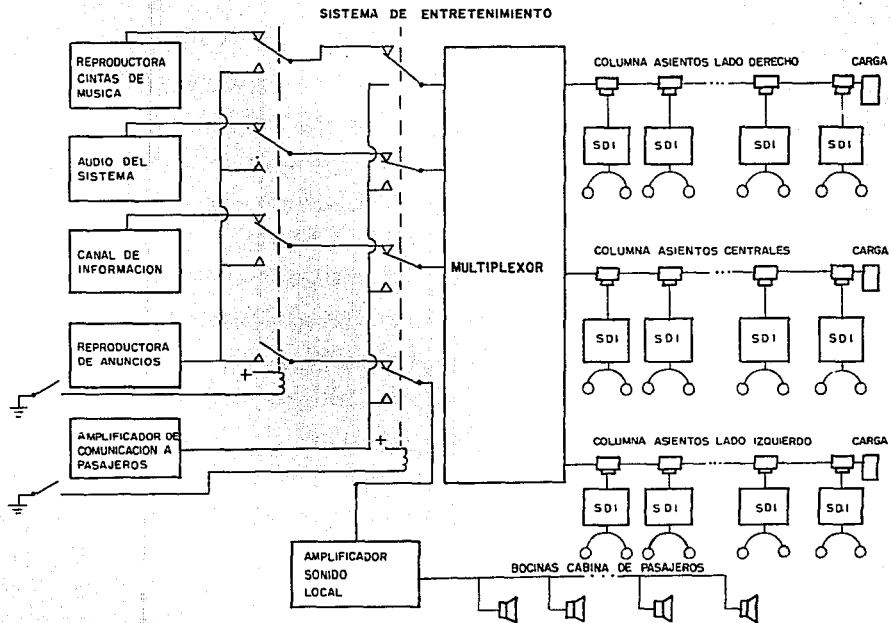 SISTEMA DE ENTRETENIMIENTO
REPRODUCTORA
CINTAS DE
MUSICA
AUDIO DEL
SISTEMA
CANAL DE
INFORMACION
REPRODUCTORA
DE ANUNCIOS
+
AMPLIFICADOR DE
COMUNICACION A
PASAJEROS
+
MULTIPLEXOR
COLUMNA ASIENTOS LADO DERECHO
CARGA
SDI
SDI
SDI
SDI
COLUMNA ASIENTOS CENTRALES
CARGA
SDI
SDI
SDI
SDI
COLUMNA ASIENTOS LADO IZQUIERDO
CARGA
SDI
SDI
SDI
SDI
AMPLIFICADOR
SONIDO
LOCAL
BOCINAS CABINA DE PASAJEROS